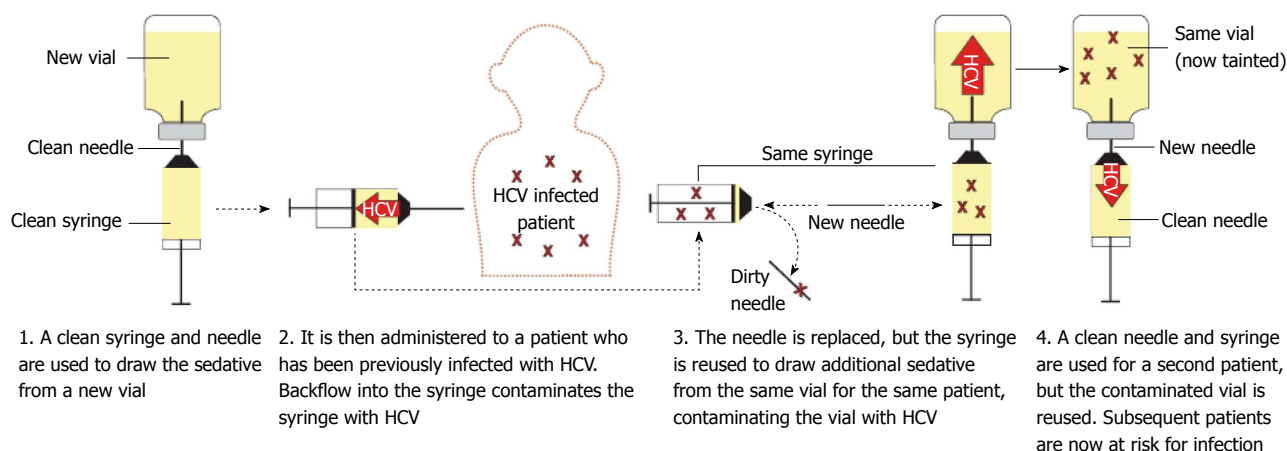 New vial
Clean needle
Clean syringe
HCV
HCV infected
patient
Same syringe
New needle
Dirty
needle
HCV
Same vial
(now tainted)
New needle
HCV
Clean needle
1. A clean syringe and needle
are used to draw the sedative
from a new vial
2. It is then administered to a patient who
has been previously infected with HCV.
Backflow into the syringe contaminates the
syringe with HCV
3. The needle is replaced, but the syringe
is reused to draw additional sedative
from the same vial for the same patient,
contaminating the vial with HCV
4. A clean needle and syringe
are used for a second patient,
but the contaminated vial is
reused. Subsequent patients
are now at risk for infection